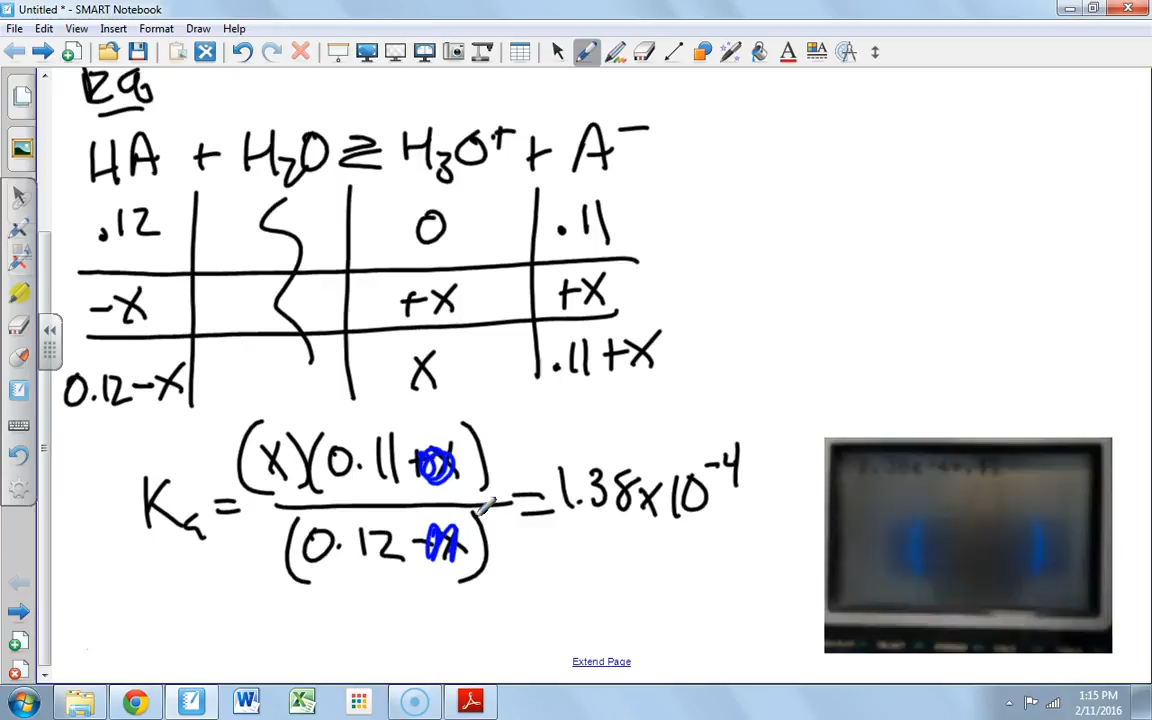 Untitled * - SMART Notebook
File Edit View Insert Format Draw Help
Eq
HA + H2O ⇌ H3O+ + A−
.12 0 .11
-x +x +x
0.12-x x .11+x
Ka = (x)(0.11+x) / (0.12-x) = 1.38x10^-4
Extend Page
1:15 PM
2/11/2016